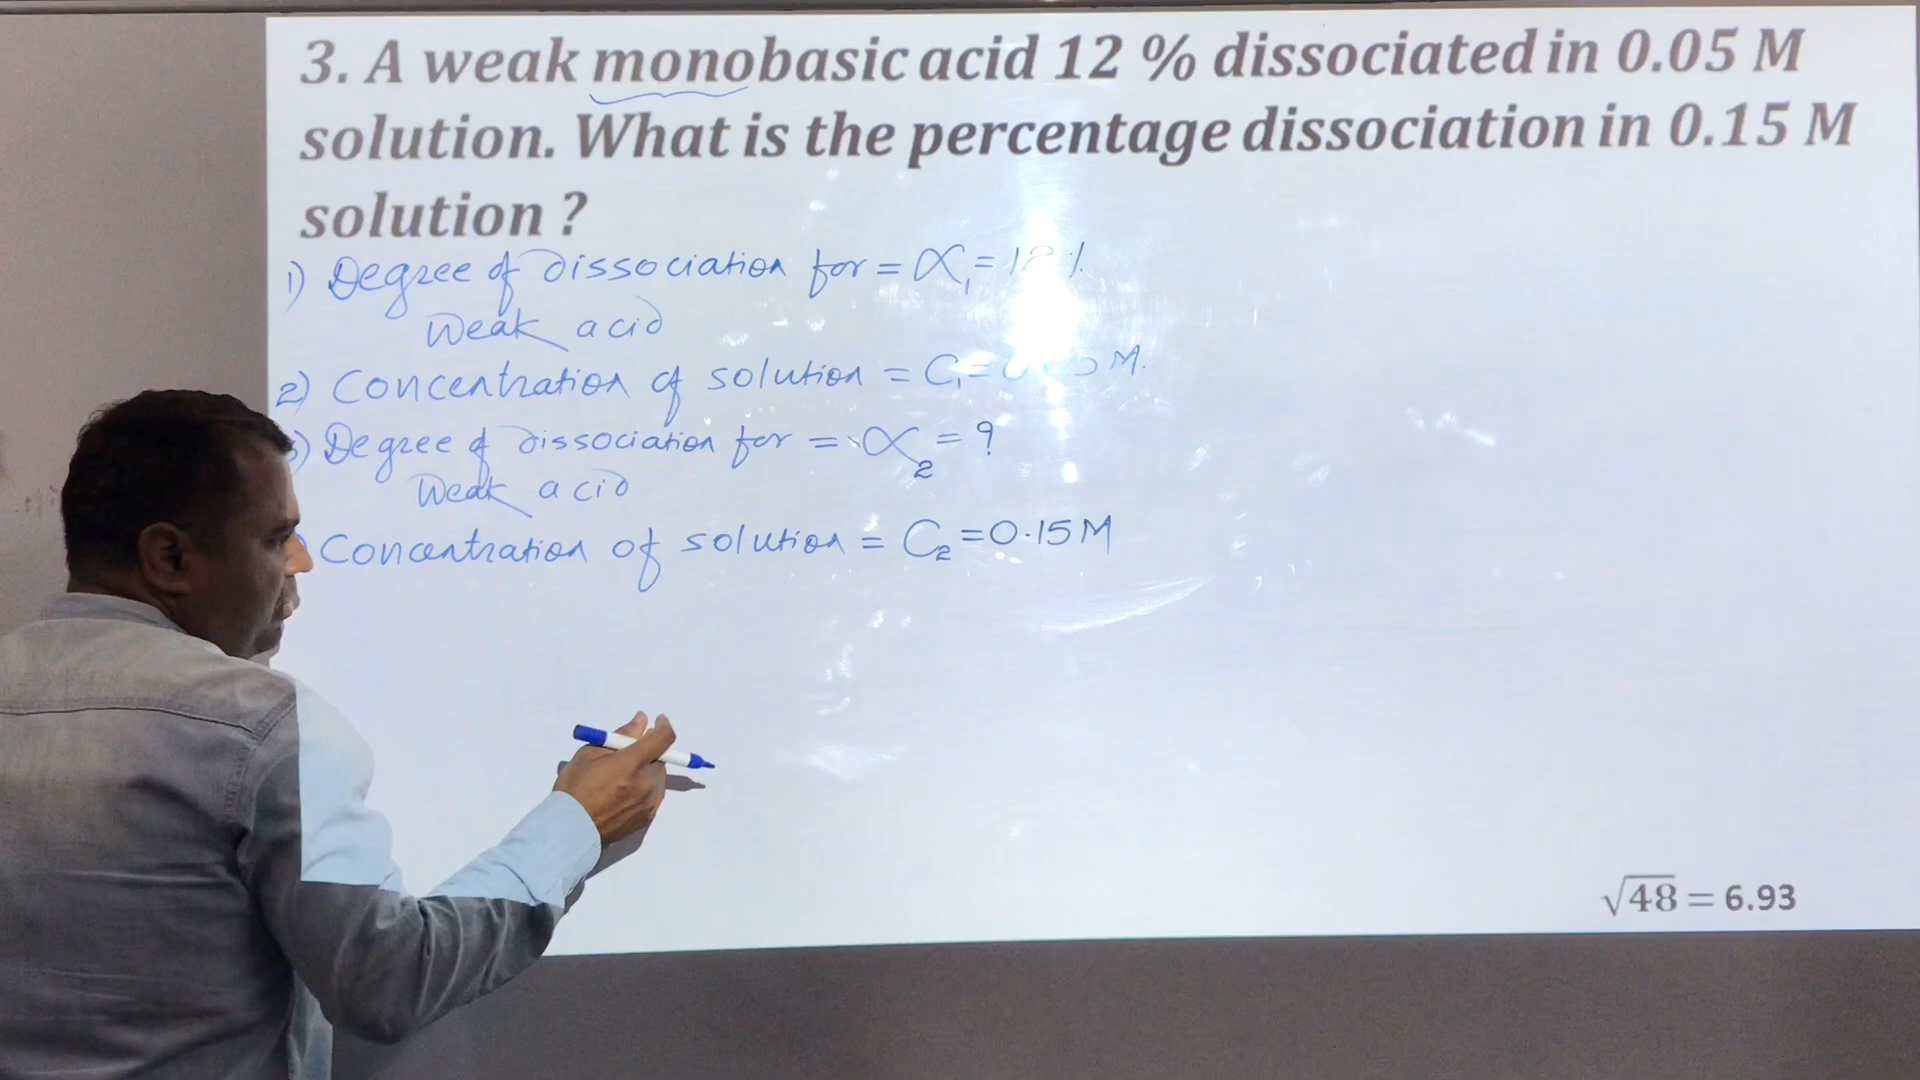 3. A weak monobasic acid 12 % dissociated in 0.05 M
solution. What is the percentage dissociation in 0.15 M
solution ?
1) Degree of dissociation for = α₁ = 12 %
Weak acid
2) Concentration of solution = C₁ = M.
) Degree of dissociation for = α₂ = ?
Weak acid
Concentration of solution = C₂ = 0.15 M
√48 = 6.93